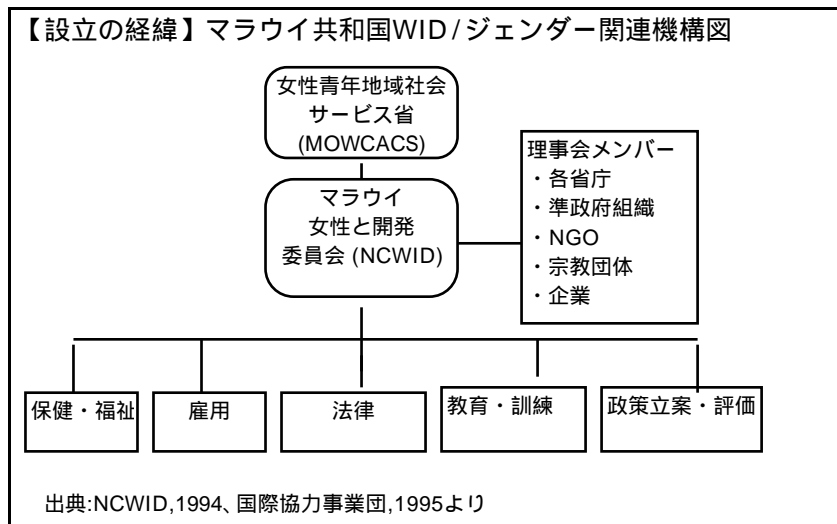 【設立の経緯】マラウイ共和国WID/ジェンダー関連機構図
女性青年地域社会
サービス省
(MOWCACS)
マラウイ
女性と開発
委員会 (NCWID)
理事会メンバー
・各省庁
・準政府組織
・NGO
・宗教団体
・企業
保健・福祉
雇用
法律
教育・訓練
政策立案・評価
出典:NCWID,1994、国際協力事業団,1995より